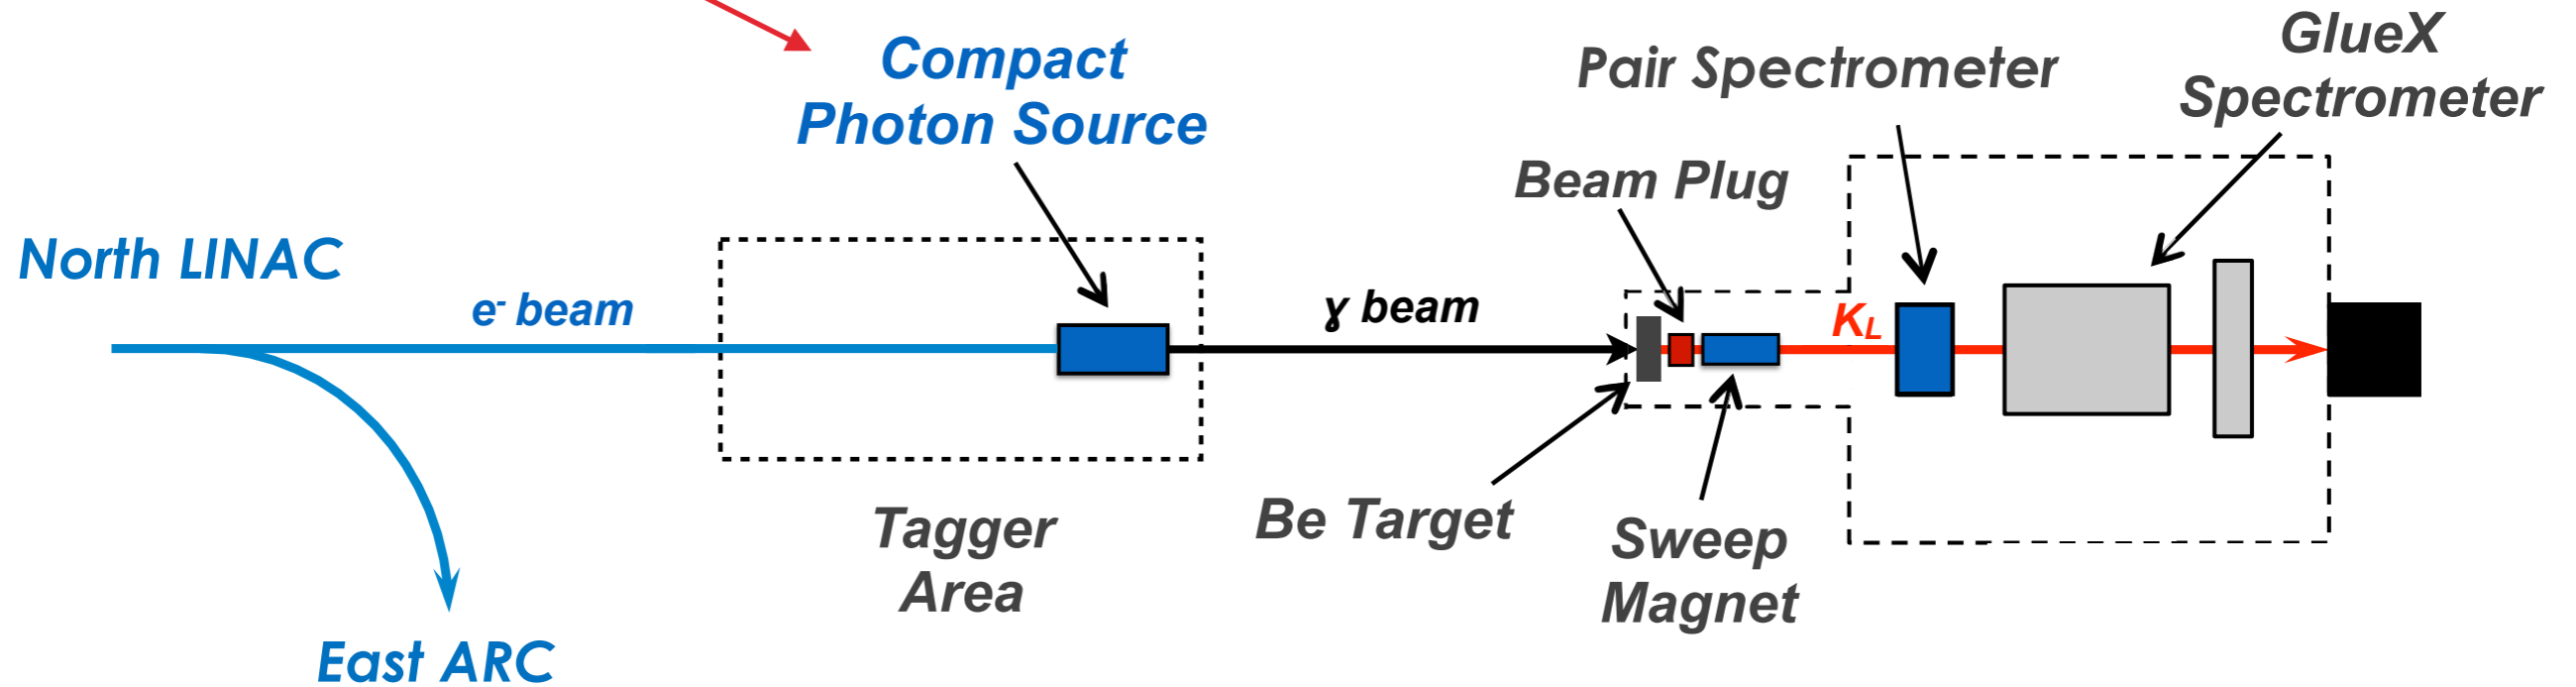 Compact
Photon Source
Pair Spectrometer
GlueX
Spectrometer
Beam Plug
North LINAC
e- beam
ɣ beam
KL
Tagger
Area
Be Target
Sweep
Magnet
East ARC